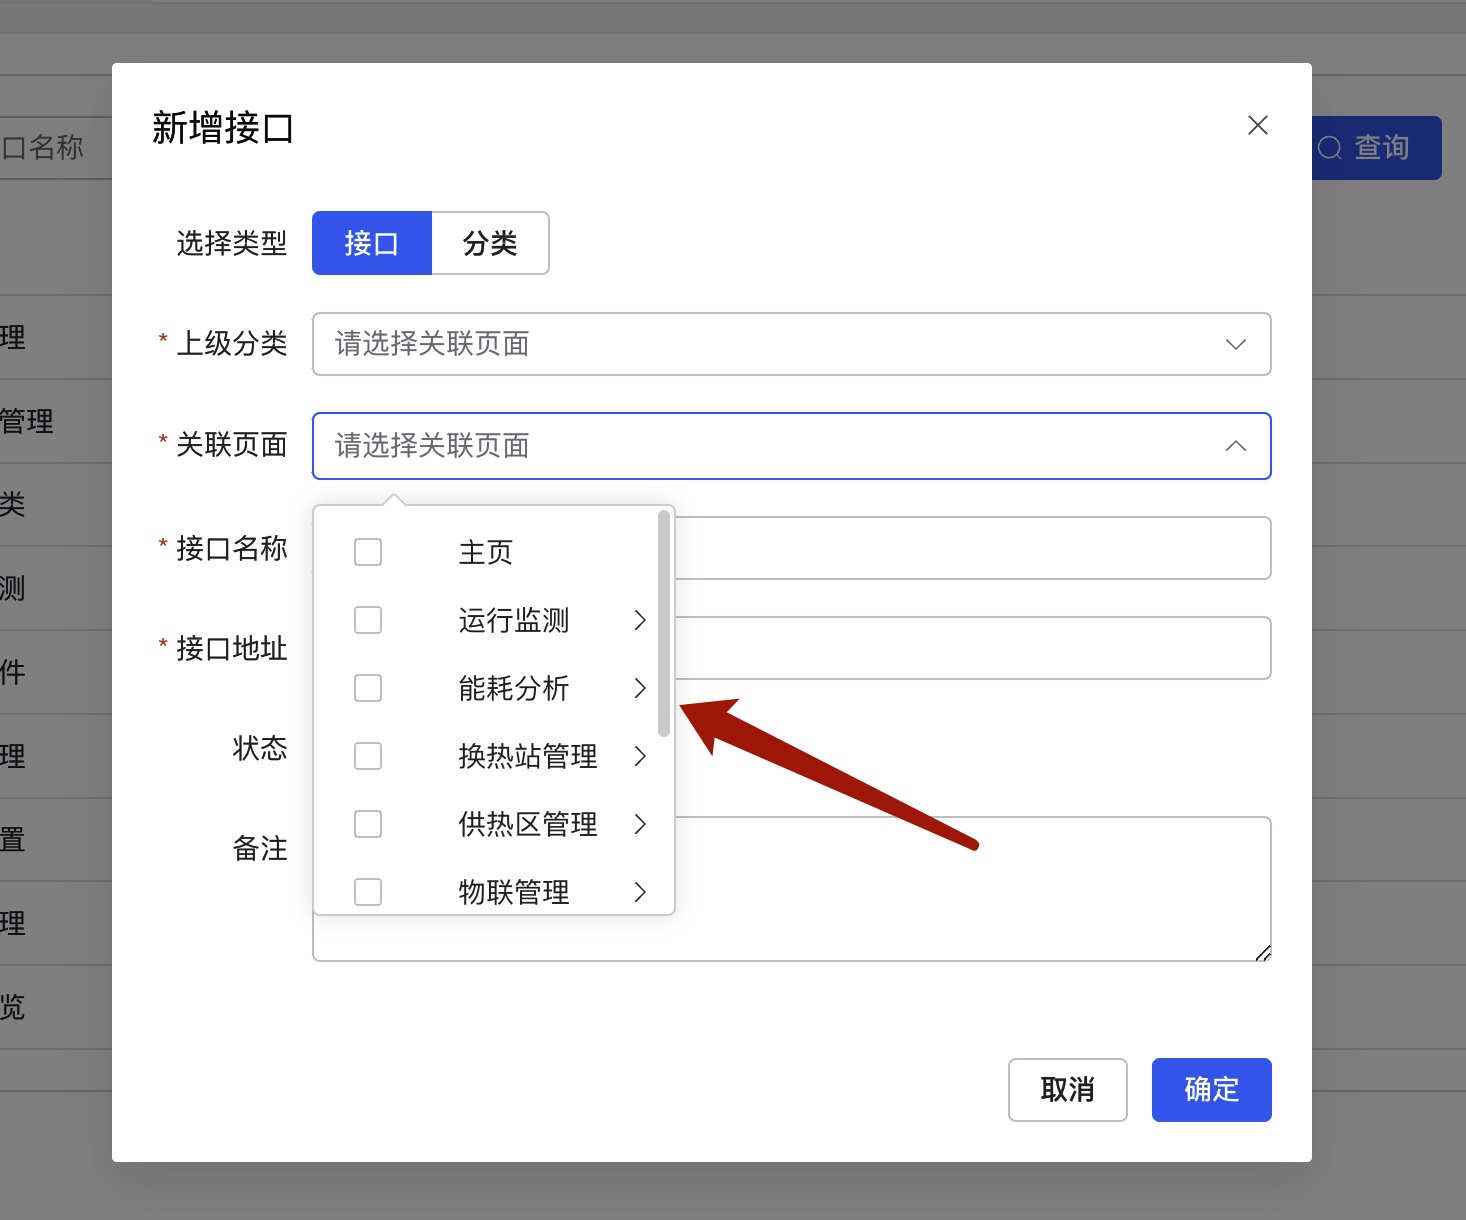 新增接口
口名称
查询
选择类型
接口
分类
* 上级分类
请选择关联页面
* 关联页面
请选择关联页面
* 接口名称
* 接口地址
状态
备注
主页
运行监测
能耗分析
换热站管理
供热区管理
物联管理
理
管理
类
测
件
理
置
理
览
取消
确定